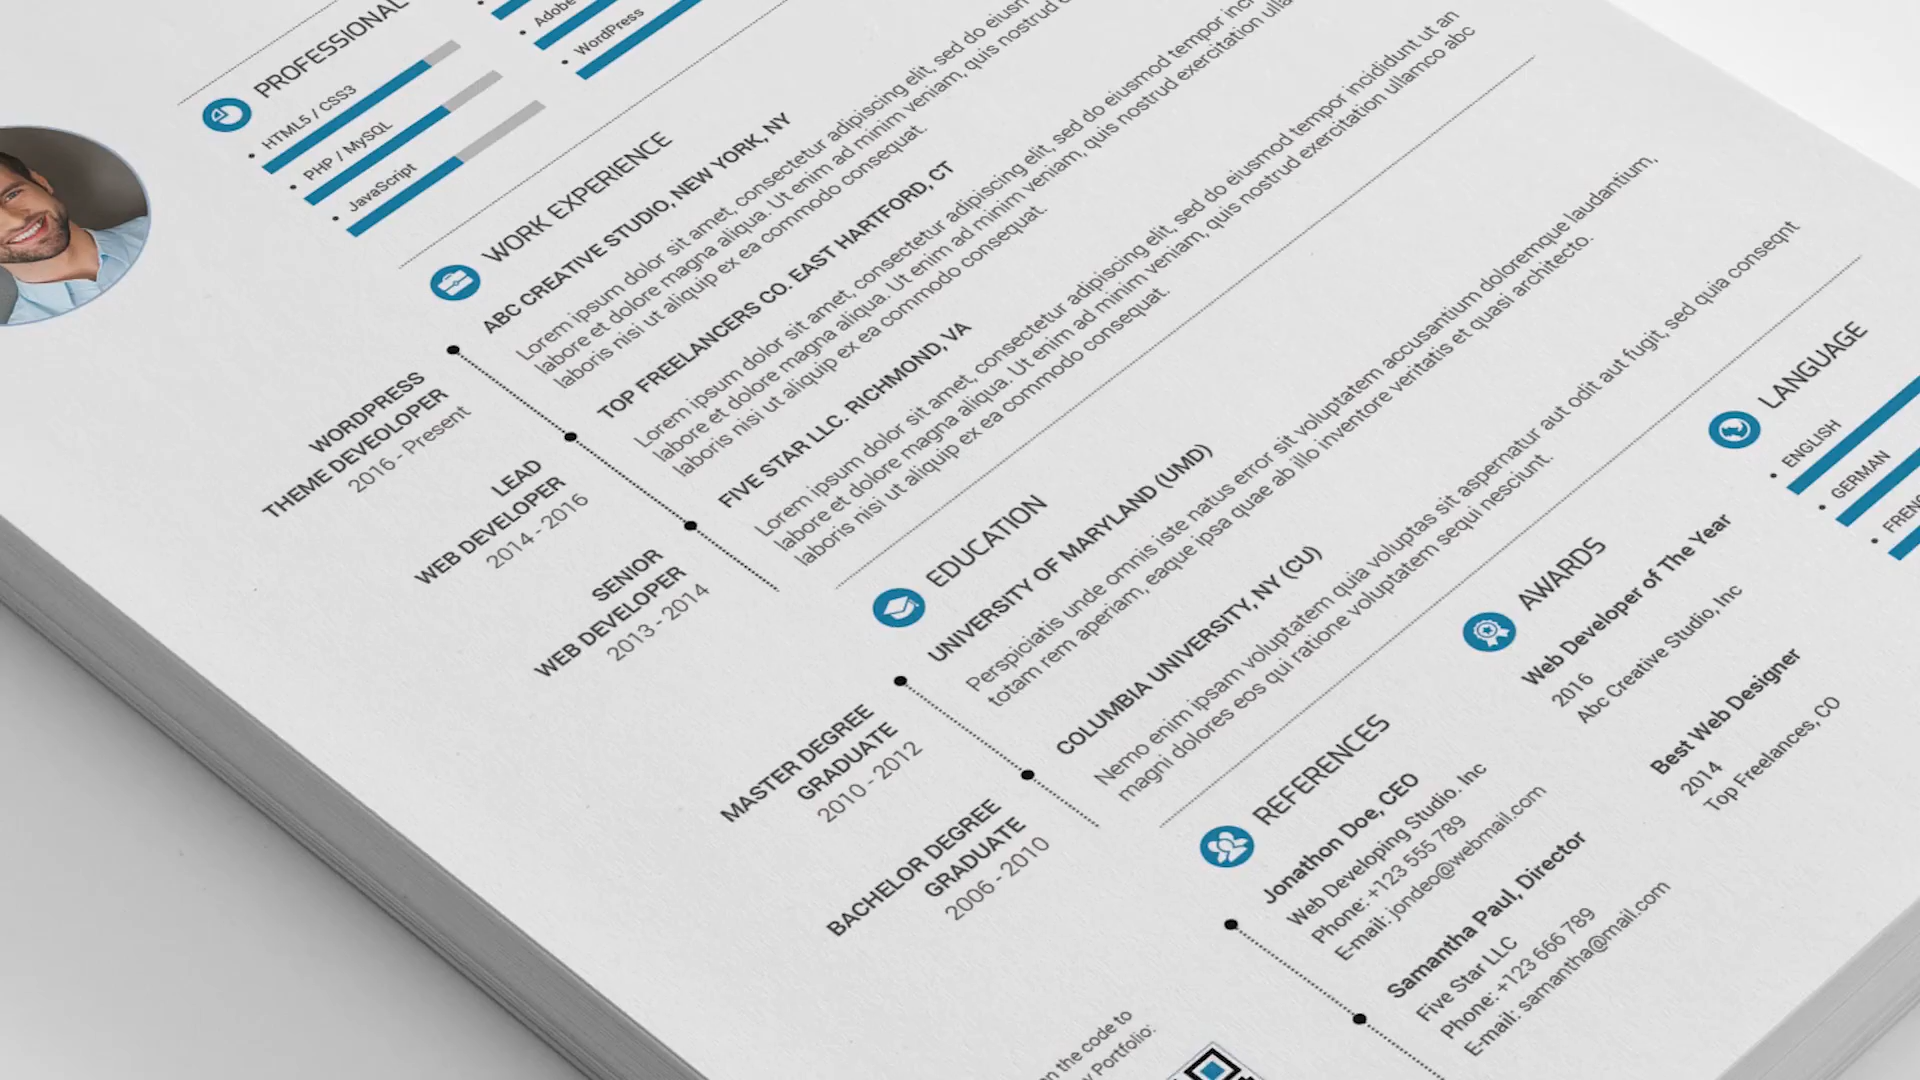 PROFESSIONAL
HTML5 / CSS3
PHP / MySQL
JavaScript
Adobe
WordPress
WORK EXPERIENCE
WORDPRESS
THEME DEVEOLOPER
2016 - Present
ABC CREATIVE STUDIO, NEW YORK, NY
Lorem ipsum dolor sit amet, consectetur adipiscing elit, sed do eiusm
labore et dolore magna aliqua. Ut enim ad minim veniam, quis nostrud
laboris nisi ut aliquip ex ea commodo consequat.
LEAD
WEB DEVELOPER
2014 - 2016
TOP FREELANCERS CO. EAST HARTFORD, CT
Lorem ipsum dolor sit amet, consectetur adipiscing elit, sed do eiusmod tempor inci
labore et dolore magna aliqua. Ut enim ad minim veniam, quis nostrud exercitation ulla
laboris nisi ut aliquip ex ea commodo consequat.
SENIOR
WEB DEVELOPER
2013 - 2014
FIVE STAR LLC. RICHMOND, VA
Lorem ipsum dolor sit amet, consectetur adipiscing elit, sed do eiusmod tempor incididunt ut an
labore et dolore magna aliqua. Ut enim ad minim veniam, quis nostrud exercitation ullamco abc
laboris nisi ut aliquip ex ea commodo consequat.
EDUCATION
MASTER DEGREE
GRADUATE
2010 - 2012
UNIVERSITY OF MARYLAND (UMD)
Perspiciatis unde omnis iste natus error sit voluptatem accusantium doloremque laudantium,
totam rem aperiam, eaque ipsa quae ab illo inventore veritatis et quasi architecto.
BACHELOR DEGREE
GRADUATE
2006 - 2010
COLUMBIA UNIVERSITY, NY (CU)
Nemo enim ipsam voluptatem quia voluptas sit aspernatur aut odit aut fugit, sed quia conseqnt
magni dolores eos qui ratione voluptatem sequi nesciunt.
REFERENCES
Jonathon Doe, CEO
Web Developing Studio. Inc
Phone: +123 555 789
E-mail: jondeo@webmail.com
Samantha Paul, Director
Five Star LLC
Phone: +123 666 789
E-mail: samantha@mail.com
AWARDS
Web Developer of The Year
2016
Abc Creative Studio, Inc
Best Web Designer
2014
Top Freelances, CO
LANGUAGE
ENGLISH
GERMAN
FRENC
n the code to
y Portfolio: